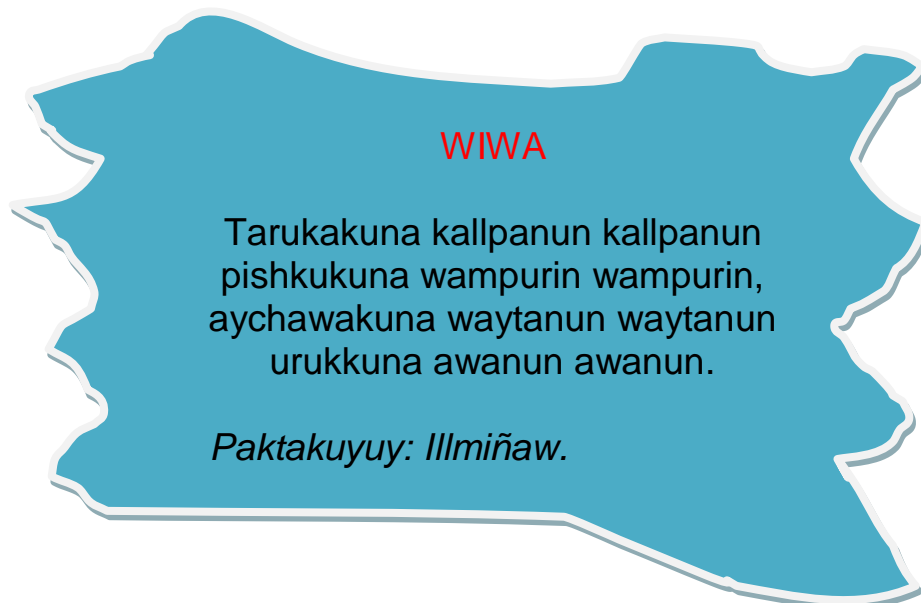 WIWA
Tarukakuna kallpanun kallpanun
pishkukuna wampurin wampurin,
aychawakuna waytanun waytanun
urukkuna awanun awanun.
Paktakuyuy: Illmiñaw.